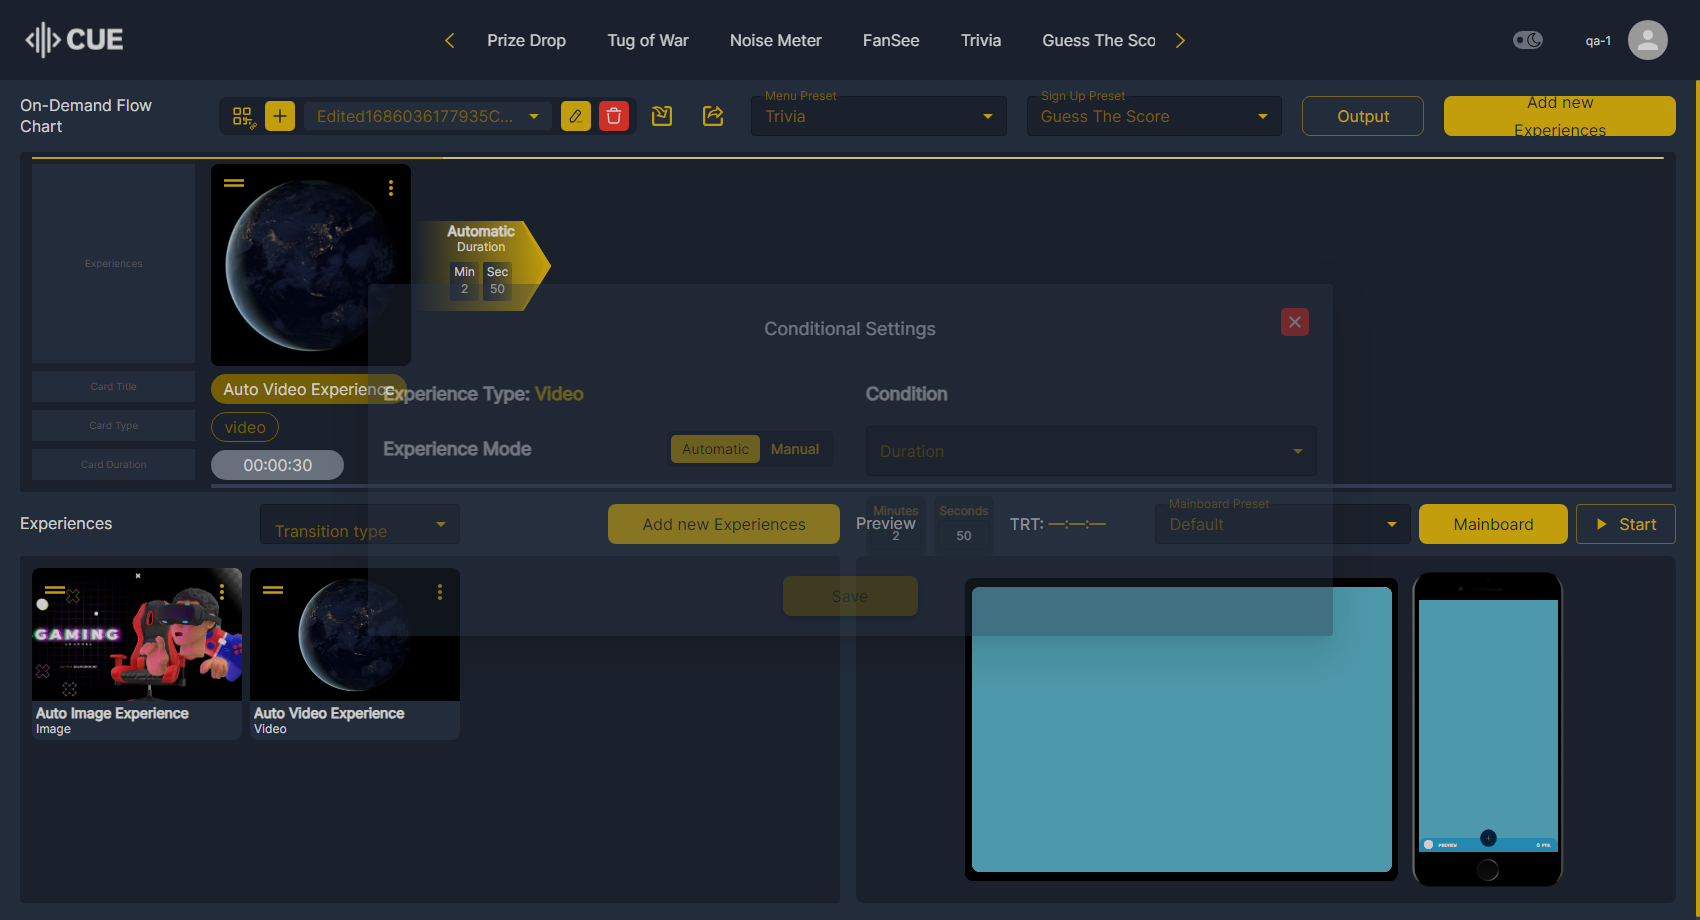 CUE
Prize Drop
Tug of War
Noise Meter
FanSee
Trivia
Guess The Sco
qa-1
On-Demand Flow
Chart
Edited1686036177935C...
Menu Preset
Trivia
Sign Up Preset
Guess The Score
Output
Add new
Experiences
Experiences
Automatic
Duration
Min
Sec
2
50
Conditional Settings
Card Title
Auto Video Experience
Experience Type: Video
Condition
Card Type
video
Experience Mode
Automatic
Manual
Duration
Card Duration
00:00:30
Experiences
Transition type
Add new Experiences
Preview
Minutes
2
Seconds
50
TRT: —:—:—
Mainboard Preset
Default
Mainboard
Start
Save
GAMING
Auto Image Experience
Image
Auto Video Experience
Video
PREVIEW
0 PTS.